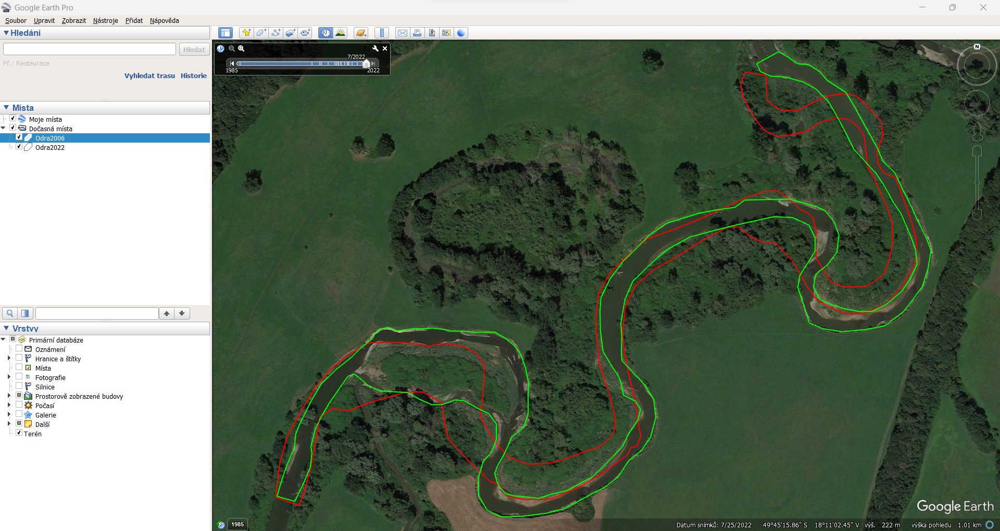 Google Earth Pro
Soubor Upravit Zobrazit Nástroje Přidat Nápověda
Hledání
Hledat
Př.: Restaurace
Vyhledat trasu Historie
Místa
Moje místa
Dočasná místa
Odra2006
Odra2022
Vrstvy
Primární databáze
Oznámení
Hranice a štítky
Místa
Fotografie
Silnice
Prostorově zobrazené budovy
Počasí
Galerie
Další
Terén
7/2022
1985
2022
N
Google Earth
1985
Datum snímků: 7/25/2022 49°45'15.86" S 18°11'02.45" V výš. 222 m výška pohledu 1.01 km